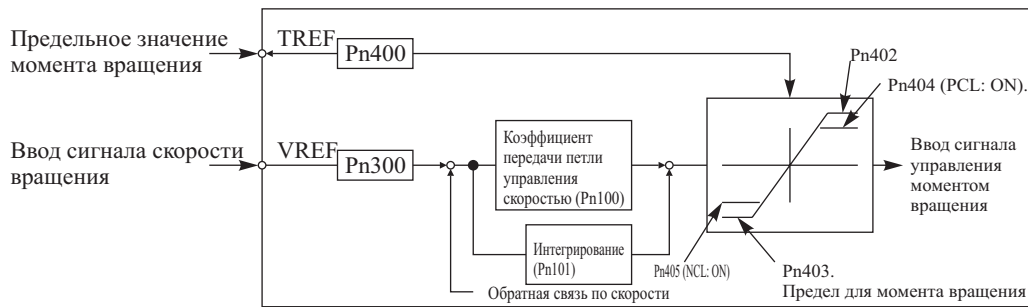 Предельное значение
момента вращения
TREF
Pn400
Pn402
Pn404 (PCL: ON).
Ввод сигнала скорости
вращения
VREF
Pn300
Коэффициент
передачи петли
управления
скоростью (Pn100)
Ввод сигнала
управления
моментом
вращения
Интегрирование
(Pn101)
Pn405 (NCL: ON)
Pn403.
Предел для момента вращения
Обратная связь по скорости